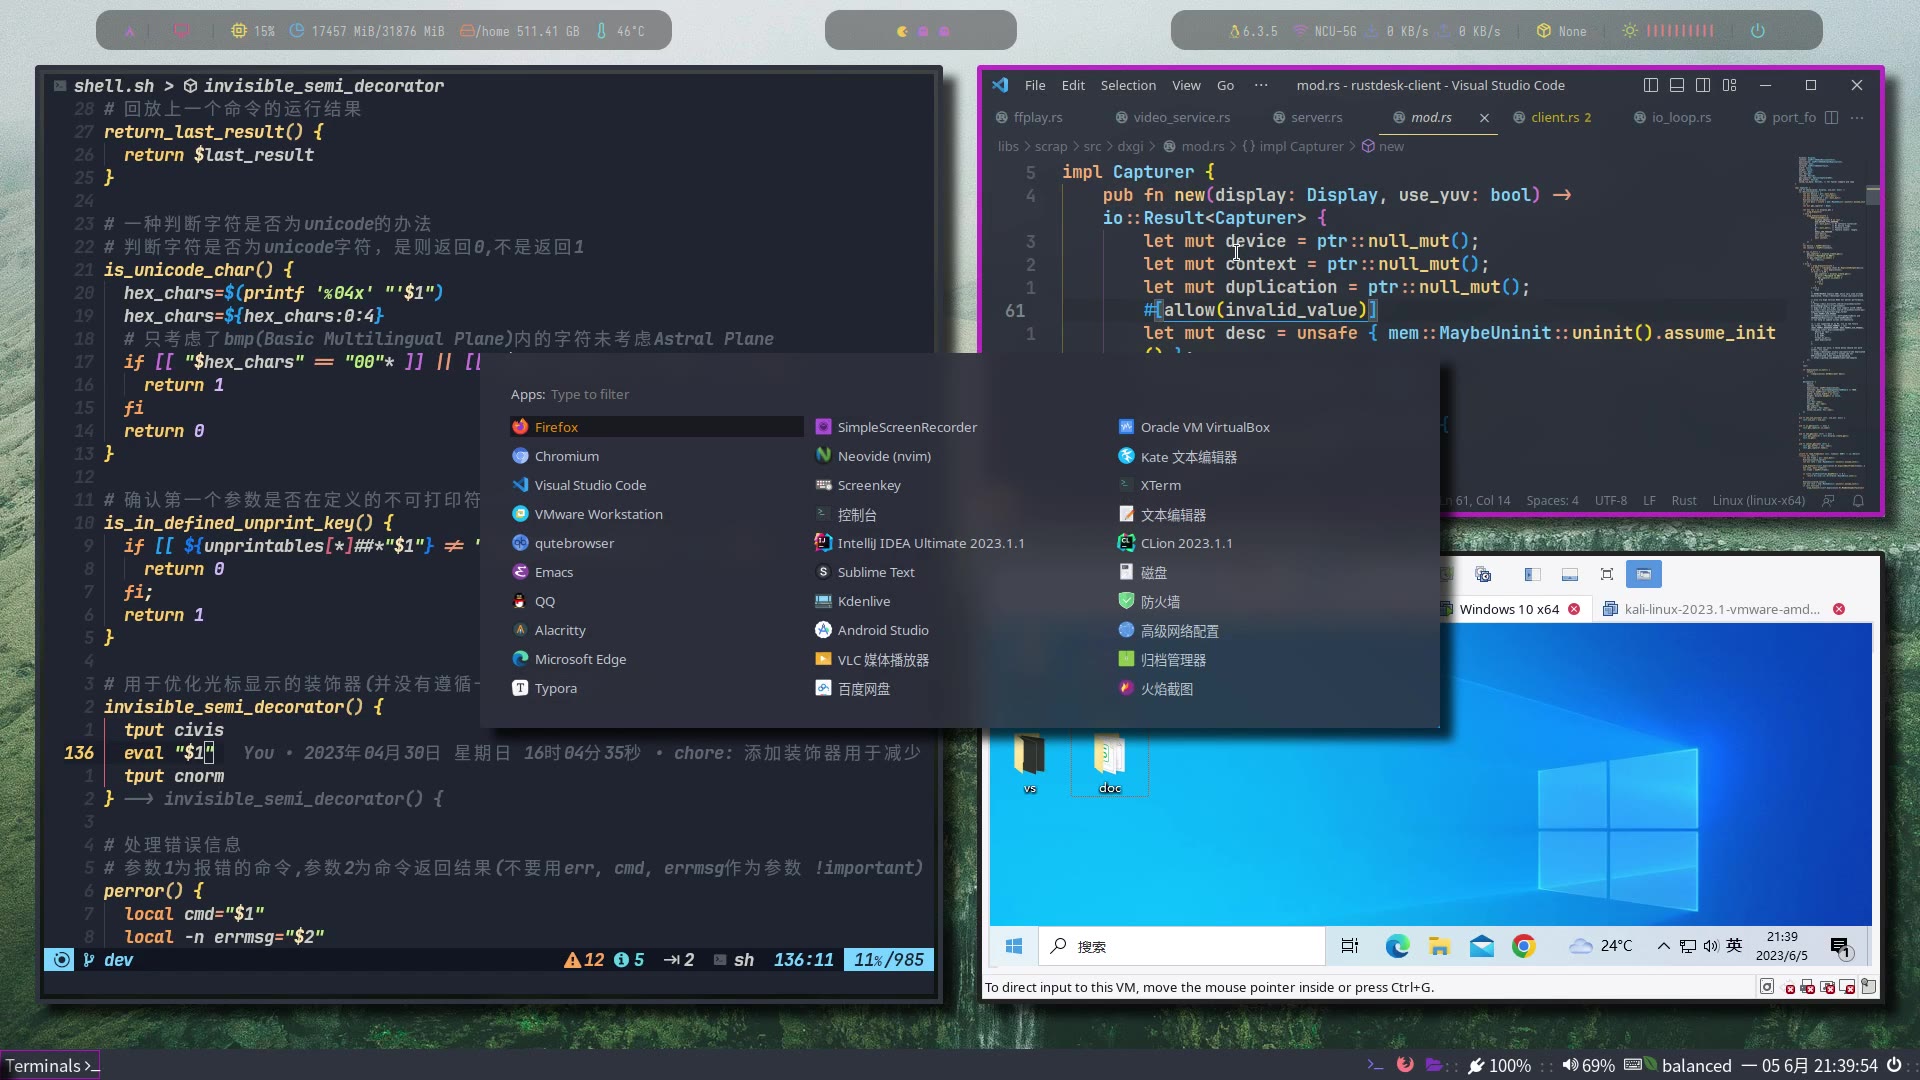 15% 17457 MiB/31876 MiB /home 511.41 GB 46°C
6.3.5 NCU-5G 0 KB/s 0 KB/s None
shell.sh > invisible_semi_decorator
28 # 回放上一个命令的运行结果
27 return_last_result() {
26 return $last_result
25 }
24
23 # 一种判断字符是否为unicode的办法
22 # 判断字符是否为unicode字符，是则返回0,不是返回1
21 is_unicode_char() {
20 hex_chars=$(printf '%04x' "'$1")
19 hex_chars=${hex_chars:0:4}
18 # 只考虑了bmp(Basic Multilingual Plane)内的字符未考虑Astral Plane
17 if [[ "$hex_chars" == "00"* ]] || [[
16 return 1
15 fi
14 return 0
13 }
12
11 # 确认第一个参数是否在定义的不可打印符
10 is_in_defined_unprint_key() {
9 if [[ ${unprintables[*]##*"$1"} != "
8 return 0
7 fi;
6 return 1
5 }
4
3 # 用于优化光标显示的装饰器(并没有遵循一
2 invisible_semi_decorator() {
1 tput civis
136 eval "$1" You • 2023年04月30日 星期日 16时04分35秒 • chore: 添加装饰器用于减少
1 tput cnorm
2 } --> invisible_semi_decorator() {
3
4 # 处理错误信息
5 # 参数1为报错的命令,参数2为命令返回结果(不要用err, cmd, errmsg作为参数 !important)
6 perror() {
7 local cmd="$1"
8 local -n errmsg="$2"
dev 12 5 2 sh 136:11 11%/985
File Edit Selection View Go ··· mod.rs - rustdesk-client - Visual Studio Code
ffplay.rs video_service.rs server.rs mod.rs client.rs 2 io_loop.rs port_fo ···
libs > scrap > src > dxgi > mod.rs > {} impl Capturer > new
5 impl Capturer {
4 pub fn new(display: Display, use_yuv: bool) ->
io::Result<Capturer> {
3 let mut device = ptr::null_mut();
2 let mut context = ptr::null_mut();
1 let mut duplication = ptr::null_mut();
61 #[allow(invalid_value)]
1 let mut desc = unsafe { mem::MaybeUninit::uninit().assume_init
() };
{
Ln 61, Col 14 Spaces: 4 UTF-8 LF Rust Linux (linux-x64)
Apps: Type to filter
Firefox
Chromium
Visual Studio Code
VMware Workstation
qutebrowser
Emacs
QQ
Alacritty
Microsoft Edge
Typora
SimpleScreenRecorder
Neovide (nvim)
Screenkey
控制台
IntelliJ IDEA Ultimate 2023.1.1
Sublime Text
Kdenlive
Android Studio
VLC 媒体播放器
百度网盘
Oracle VM VirtualBox
Kate 文本编辑器
XTerm
文本编辑器
CLion 2023.1.1
磁盘
防火墙
高级网络配置
归档管理器
火焰截图
Windows 10 x64 kali-linux-2023.1-vmware-amd...
vs doc
搜索 24°C 英 21:39
2023/6/5 1
To direct input to this VM, move the mouse pointer inside or press Ctrl+G.
Terminals >_ 100% :: 69% balanced 一 05 6月 21:39:54